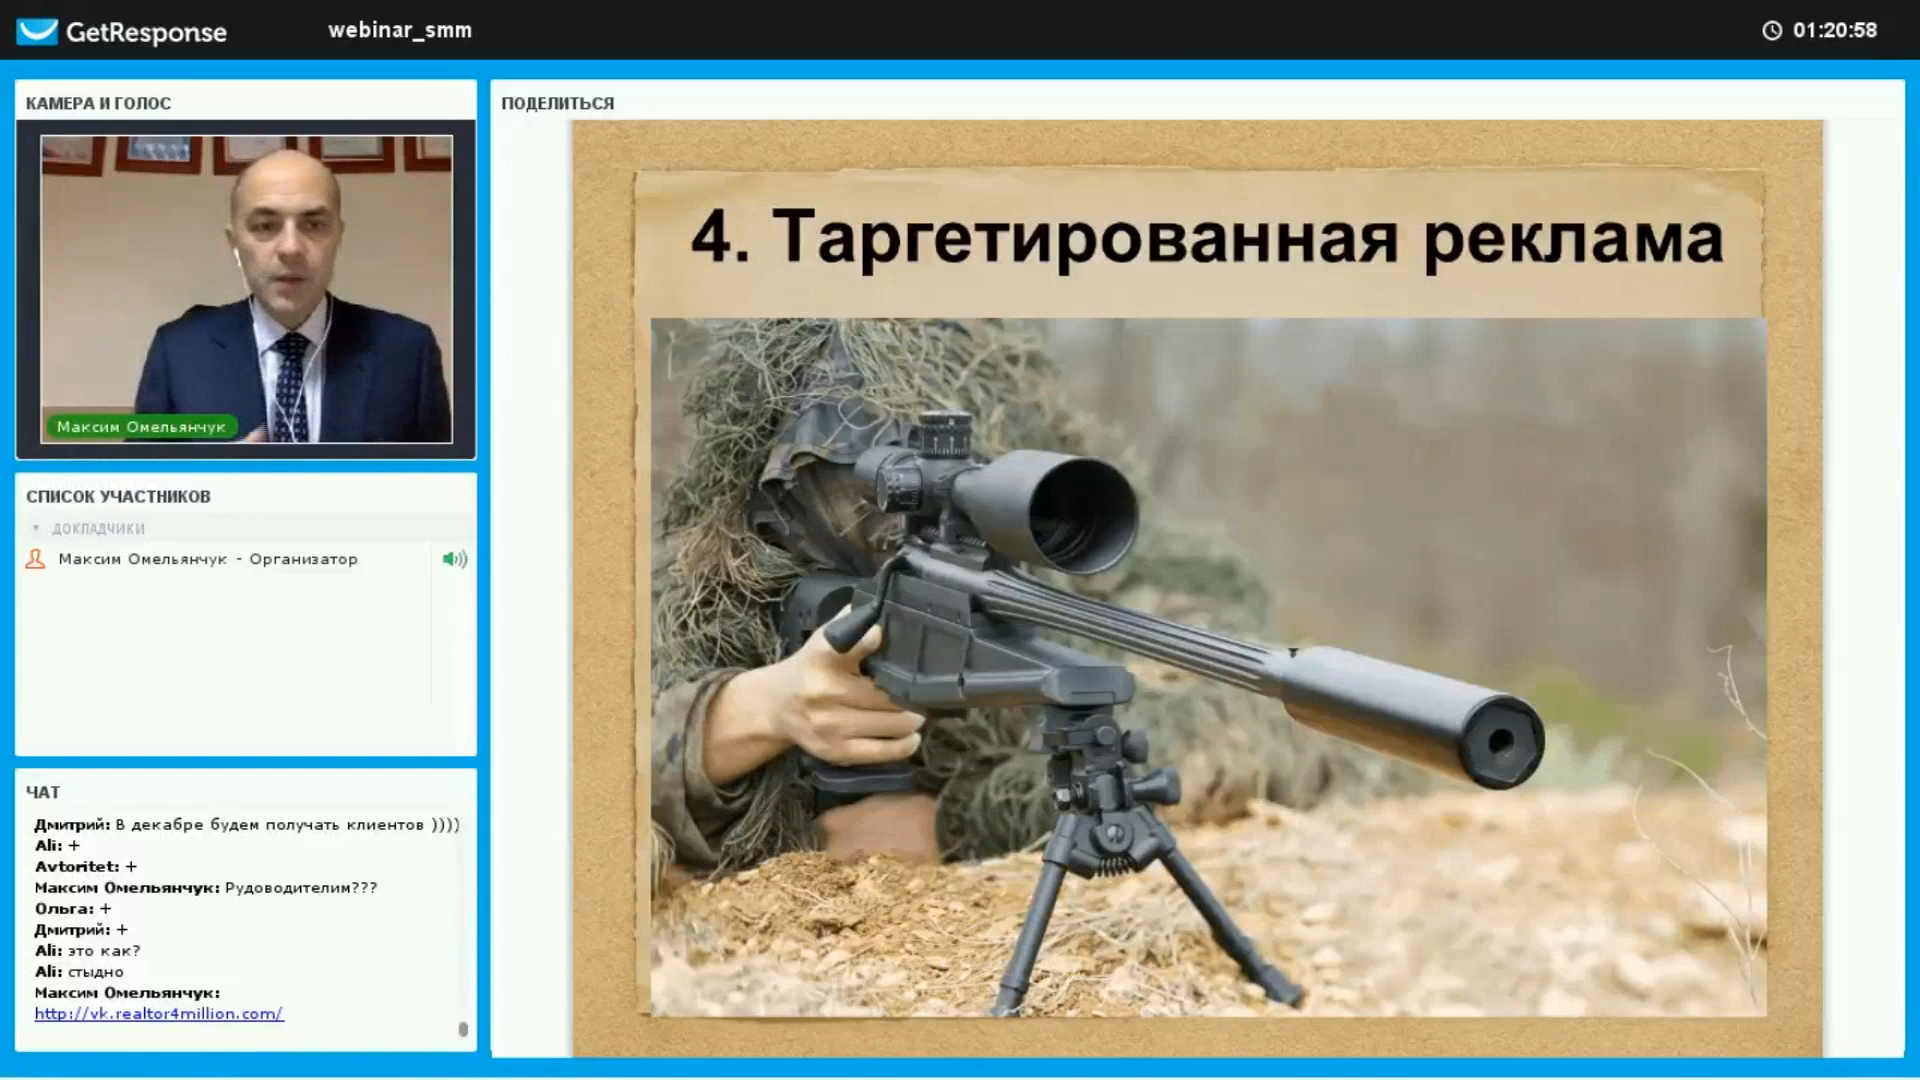 GetResponse
webinar_smm
01:20:58
КАМЕРА И ГОЛОС
Максим Омельянчук
СПИСОК УЧАСТНИКОВ
ДОКЛАДЧИКИ
Максим Омельянчук - Организатор
ЧАТ
Дмитрий: В декабре будем получать клиентов ))))
Ali: +
Avtoritet: +
Максим Омельянчук: Рудоводителим???
Ольга: +
Дмитрий: +
Ali: это как?
Ali: стыдно
Максим Омельянчук:
http://vk.realtor4million.com/
ПОДЕЛИТЬСЯ
4. Таргетированная реклама